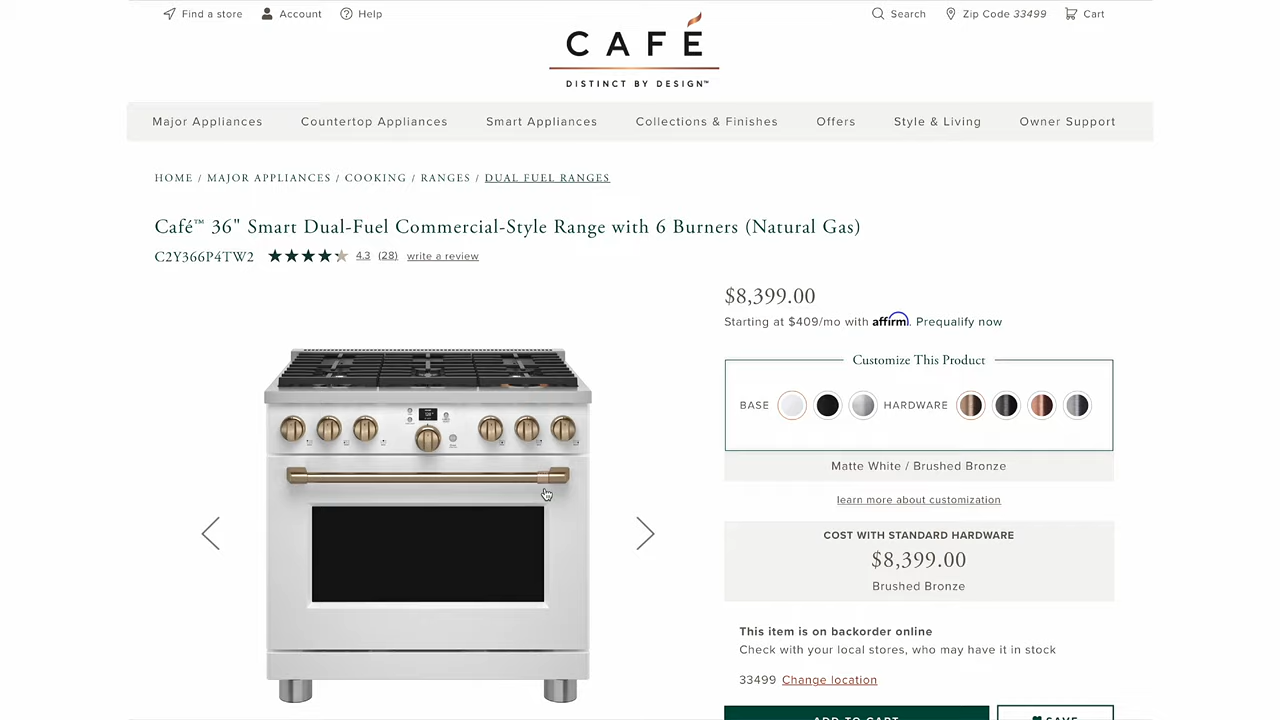 Find a store Account Help
Search Zip Code 33499 Cart
CAFÉ
DISTINCT BY DESIGN™
Major Appliances Countertop Appliances Smart Appliances Collections & Finishes Offers Style & Living Owner Support
HOME / MAJOR APPLIANCES / COOKING / RANGES / DUAL FUEL RANGES
Café™ 36" Smart Dual-Fuel Commercial-Style Range with 6 Burners (Natural Gas)
C2Y366P4TW2 4.3 (28) write a review
$8,399.00
Starting at $409/mo with affirm. Prequalify now
Customize This Product
BASE HARDWARE
Matte White / Brushed Bronze
learn more about customization
COST WITH STANDARD HARDWARE
$8,399.00
Brushed Bronze
This item is on backorder online
Check with your local stores, who may have it in stock
33499 Change location
ADD TO CART SAVE